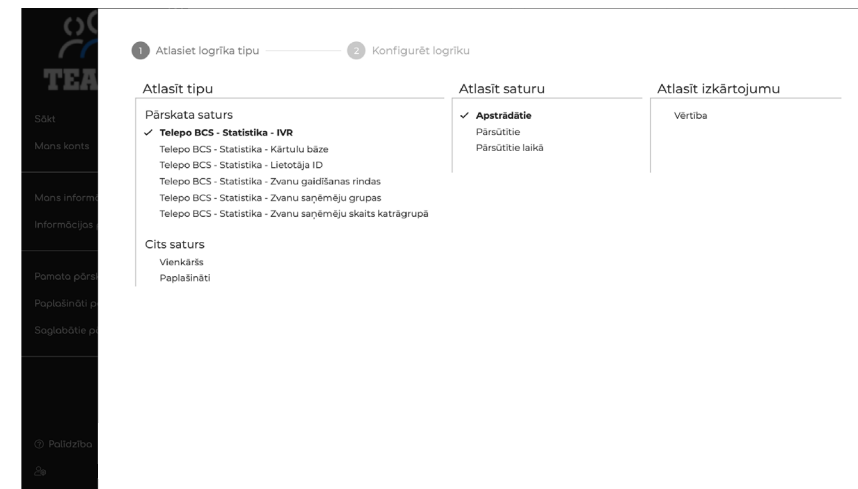 1 Atlasiet logrīka tipu
2 Konfigurēt logrīku
TEA
Sākt
Mans konts
Mans
Informācijas
Pamata
Paplašināti
Saglabātie
Palīdzība
Atlasīt tipu
Pārskata saturs
Telepo BCS - Statistika - IVR
Telepo BCS - Statistika - Kārtulu bāze
Telepo BCS - Statistika - Lietotāja ID
Telepo BCS - Statistika - Zvanu gaidīšanas rindas
Telepo BCS - Statistika - Zvanu saņēmēju grupas
Telepo BCS - Statistika - Zvanu saņēmēju skaits katrāgrupā
Cits saturs
Vienkāršs
Paplašināti
Atlasīt saturu
Apstrādātie
Pārsūtītie
Pārsūtītie laikā
Atlasīt izkārtojumu
Vērtība